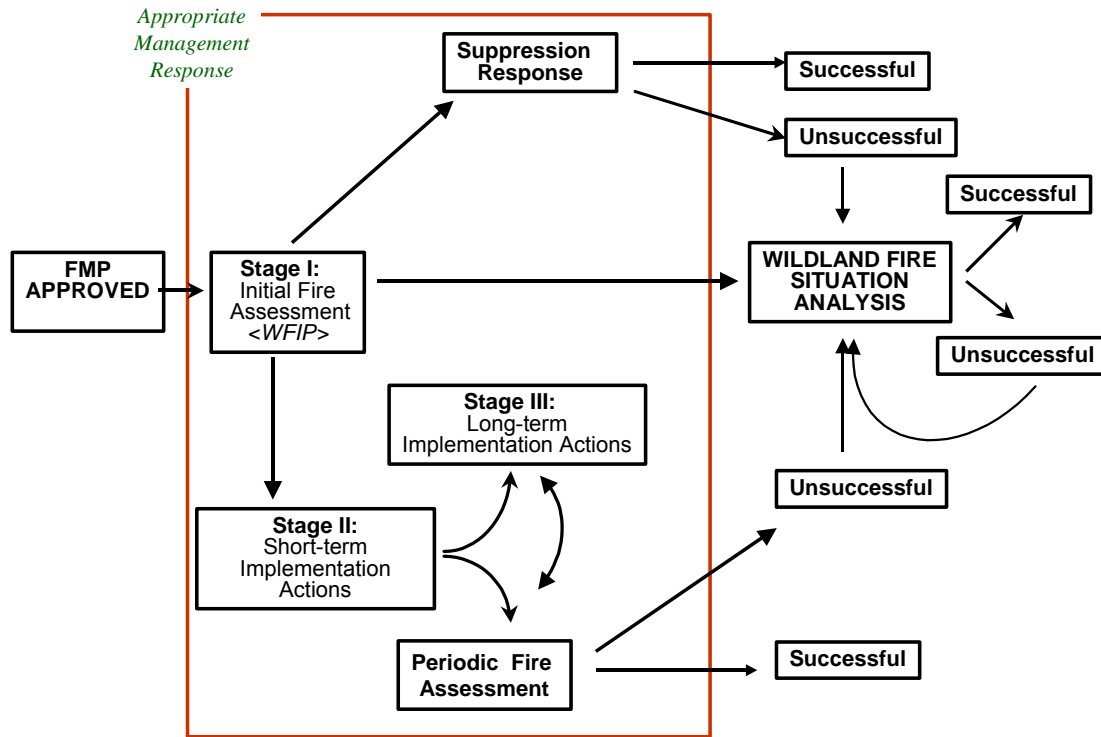 Appropriate
Management
Response
Suppression
Response
Successful
Unsuccessful
Successful
FMP
APPROVED
Stage I:
Initial Fire
Assessment
<WFIP>
WILDLAND FIRE
SITUATION
ANALYSIS
Unsuccessful
Stage III:
Long-term
Implementation Actions
Unsuccessful
Stage II:
Short-term
Implementation
Actions
Periodic Fire
Assessment
Successful